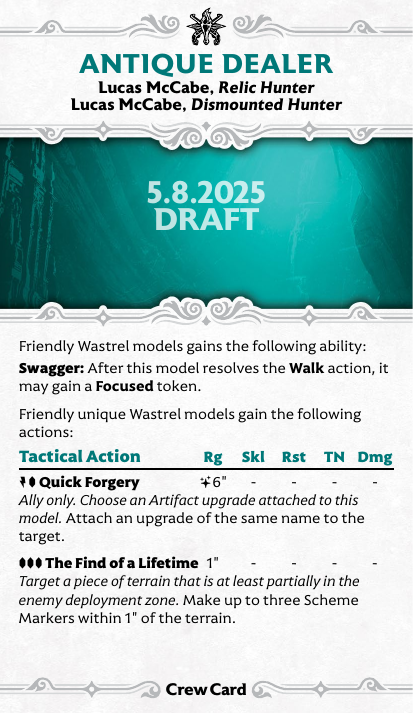 ANTIQUE DEALER
Lucas McCabe, Relic Hunter
Lucas McCabe, Dismounted Hunter
5.8.2025
DRAFT
Friendly Wastrel models gains the following ability:
Swagger: After this model resolves the Walk action, it
may gain a Focused token.
Friendly unique Wastrel models gain the following
actions:
Tactical Action Rg Skl Rst TN Dmg
Quick Forgery 6" - - - -
Ally only. Choose an Artifact upgrade attached to this
model. Attach an upgrade of the same name to the
target.
The Find of a Lifetime 1" - - - -
Target a piece of terrain that is at least partially in the
enemy deployment zone. Make up to three Scheme
Markers within 1" of the terrain.
Crew Card